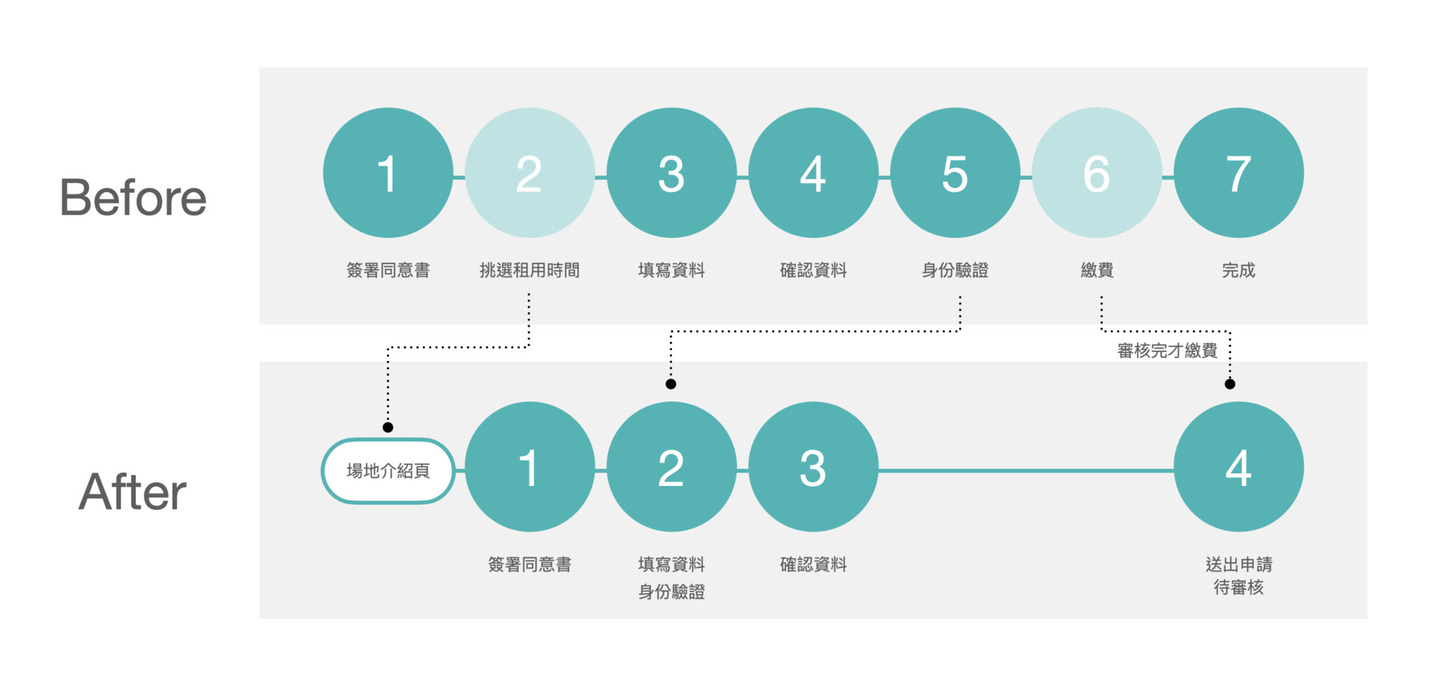 Before
1
2
3
4
5
6
7
簽署同意書
挑選租用時間
填寫資料
確認資料
身份驗證
繳費
完成
審核完才繳費
After
場地介紹頁
1
2
3
4
簽署同意書
填寫資料
身份驗證
確認資料
送出申請
待審核